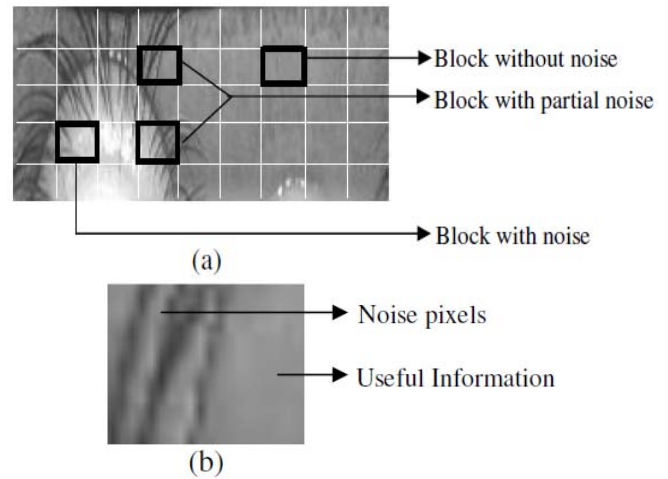 Block without noise
Block with partial noise
Block with noise
(a)
Noise pixels
Useful Information
(b)